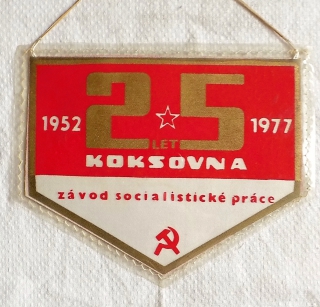 25
1952 1977
LET
KOKSOVNA
závod socialistické práce